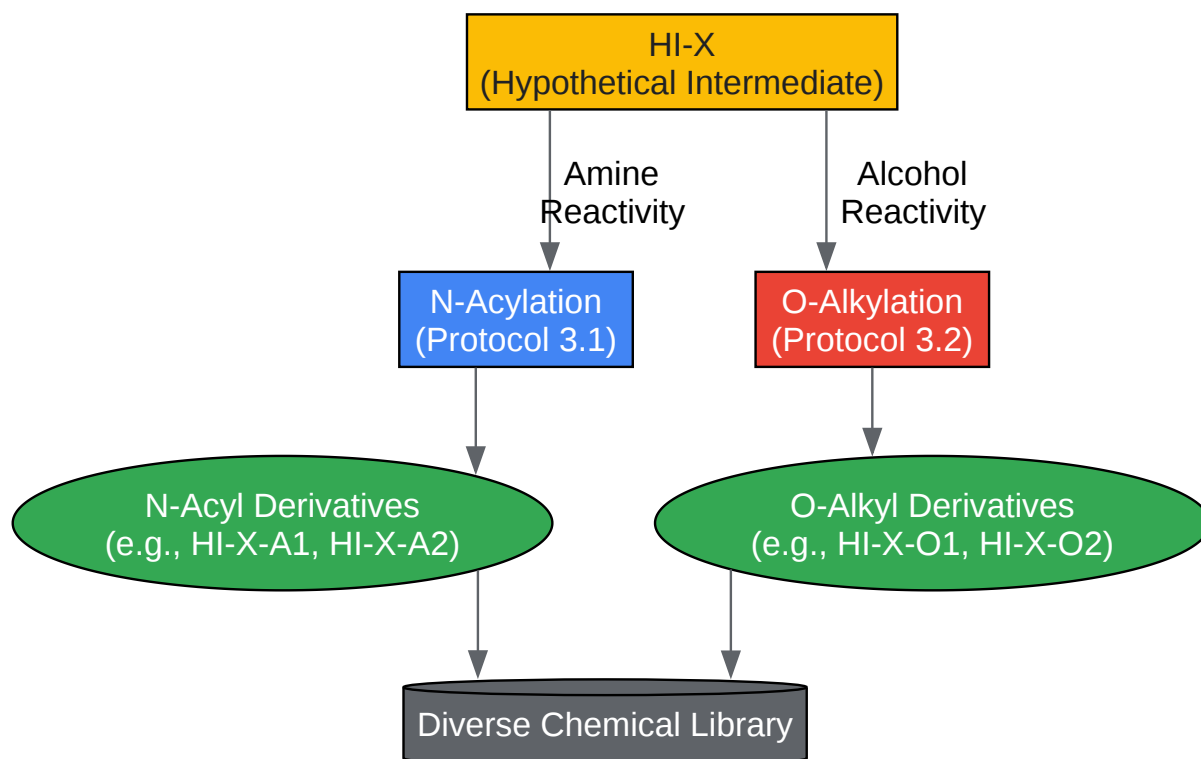 HI-X
(Hypothetical Intermediate)
Amine
Reactivity
Alcohol
Reactivity
N-Acylation
(Protocol 3.1)
O-Alkylation
(Protocol 3.2)
N-Acyl Derivatives
(e.g., HI-X-A1, HI-X-A2)
O-Alkyl Derivatives
(e.g., HI-X-O1, HI-X-O2)
Diverse Chemical Library